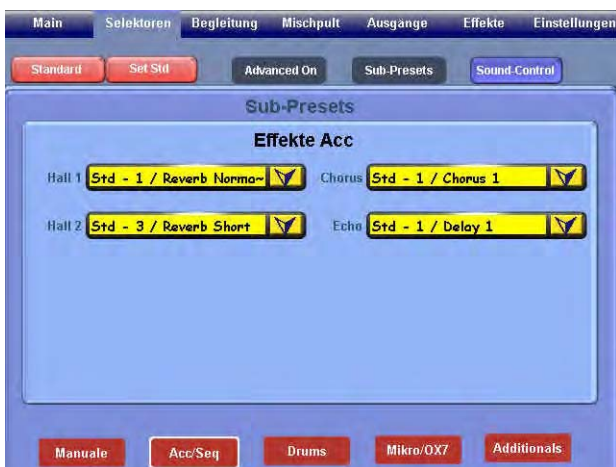 Main Selektoren Begleitung Mischpult Ausgänge Effekte Einstellungen
Standard Set Std Advanced On Sub-Presets Sound-Control
Sub-Presets
Effekte Acc
Hall 1 Std - 1 / Reverb Norma~ Chorus Std - 1 / Chorus 1
Hall 2 Std - 3 / Reverb Short Echo Std - 1 / Delay 1
Manuale Acc/Seq Drums Mikro/OX7 Additionals